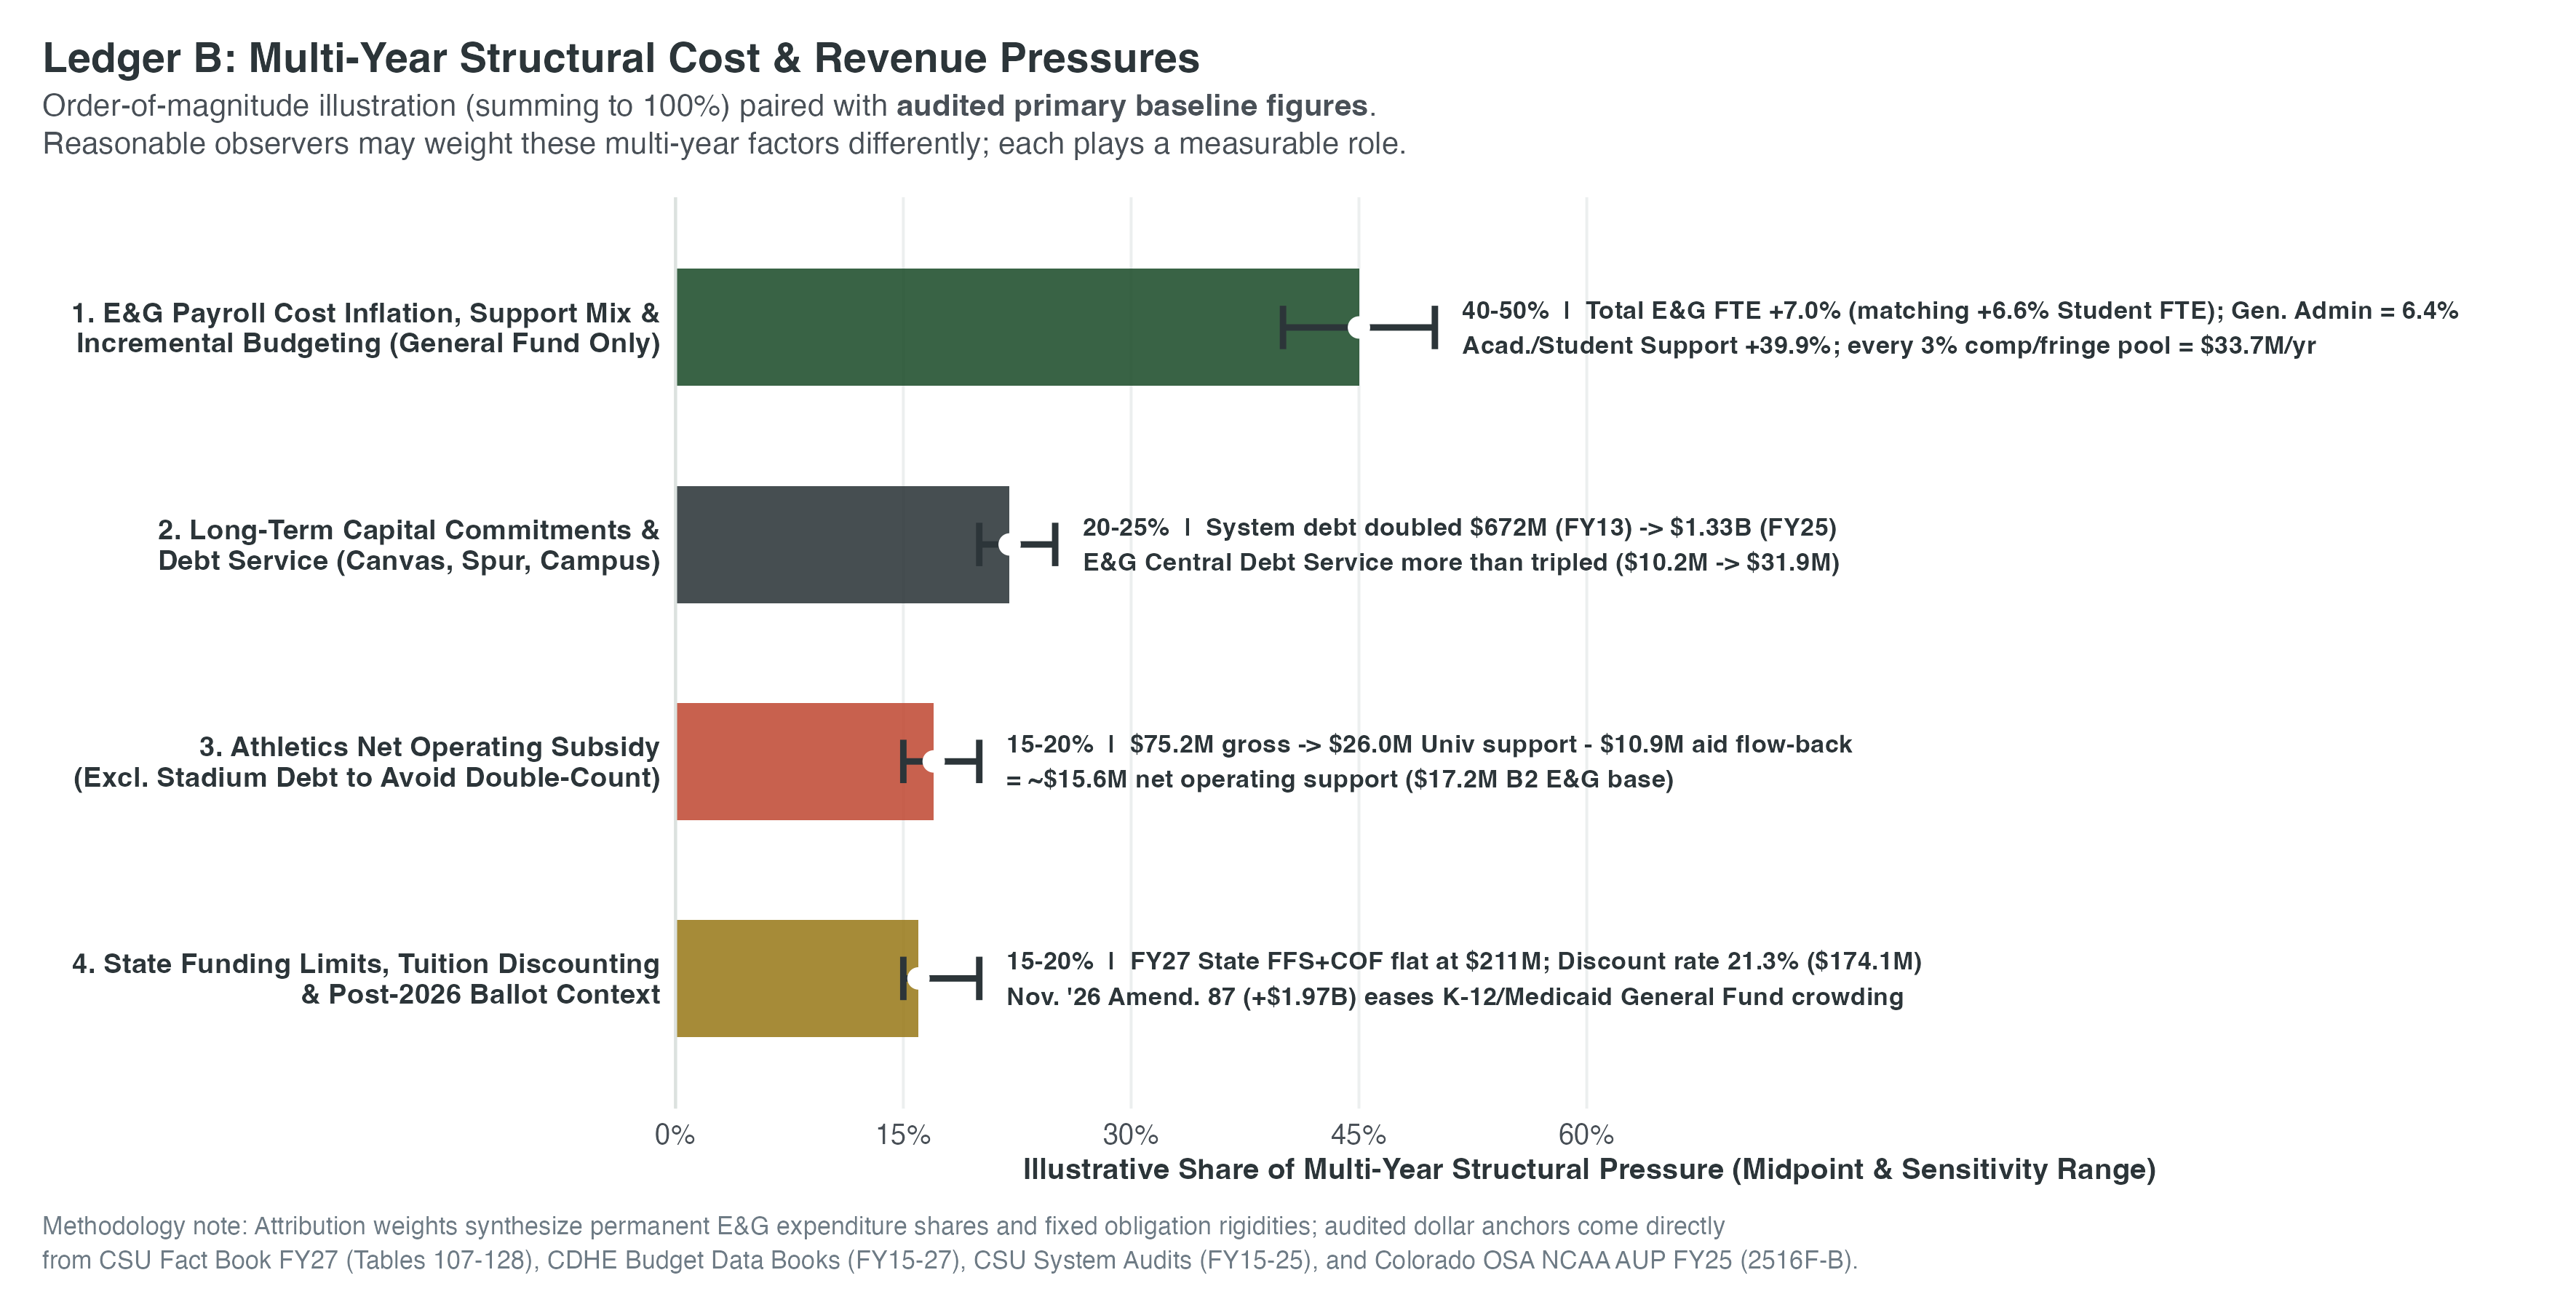 Ledger B: Multi-Year Structural Cost & Revenue Pressures
Order-of-magnitude illustration (summing to 100%) paired with audited primary baseline figures.
Reasonable observers may weight these multi-year factors differently; each plays a measurable role.
1. E&G Payroll Cost Inflation, Support Mix &
Incremental Budgeting (General Fund Only)
40-50% | Total E&G FTE +7.0% (matching +6.6% Student FTE); Gen. Admin = 6.4%
Acad./Student Support +39.9%; every 3% comp/fringe pool = $33.7M/yr
2. Long-Term Capital Commitments &
Debt Service (Canvas, Spur, Campus)
20-25% | System debt doubled $672M (FY13) -> $1.33B (FY25)
E&G Central Debt Service more than tripled ($10.2M -> $31.9M)
3. Athletics Net Operating Subsidy
(Excl. Stadium Debt to Avoid Double-Count)
15-20% | $75.2M gross -> $26.0M Univ support - $10.9M aid flow-back
= ~$15.6M net operating support ($17.2M B2 E&G base)
4. State Funding Limits, Tuition Discounting
& Post-2026 Ballot Context
15-20% | FY27 State FFS+COF flat at $211M; Discount rate 21.3% ($174.1M)
Nov. '26 Amend. 87 (+$1.97B) eases K-12/Medicaid General Fund crowding
0% 15% 30% 45% 60%
Illustrative Share of Multi-Year Structural Pressure (Midpoint & Sensitivity Range)
Methodology note: Attribution weights synthesize permanent E&G expenditure shares and fixed obligation rigidities; audited dollar anchors come directly
from CSU Fact Book FY27 (Tables 107-128), CDHE Budget Data Books (FY15-27), CSU System Audits (FY15-25), and Colorado OSA NCAA AUP FY25 (2516F-B).